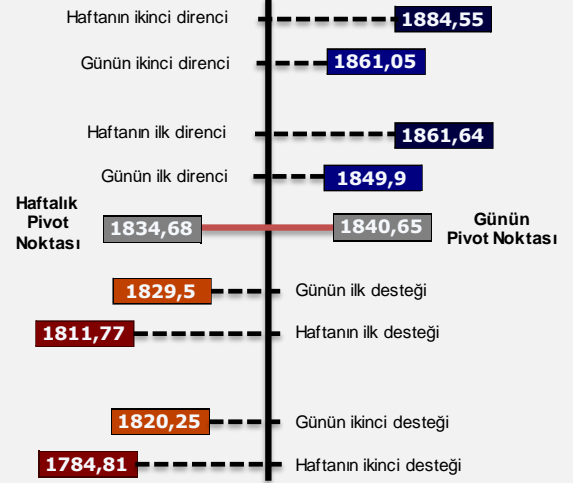 Haftanın ikinci direnci 1884,55
Günün ikinci direnci 1861,05
Haftanın ilk direnci 1861,64
Günün ilk direnci 1849,9
Haftalık
Pivot
Noktası
1834,68
1840,65
Günün
Pivot Noktası
1829,5 Günün ilk desteği
1811,77 Haftanın ilk desteği
1820,25 Günün ikinci desteği
1784,81 Haftanın ikinci desteği